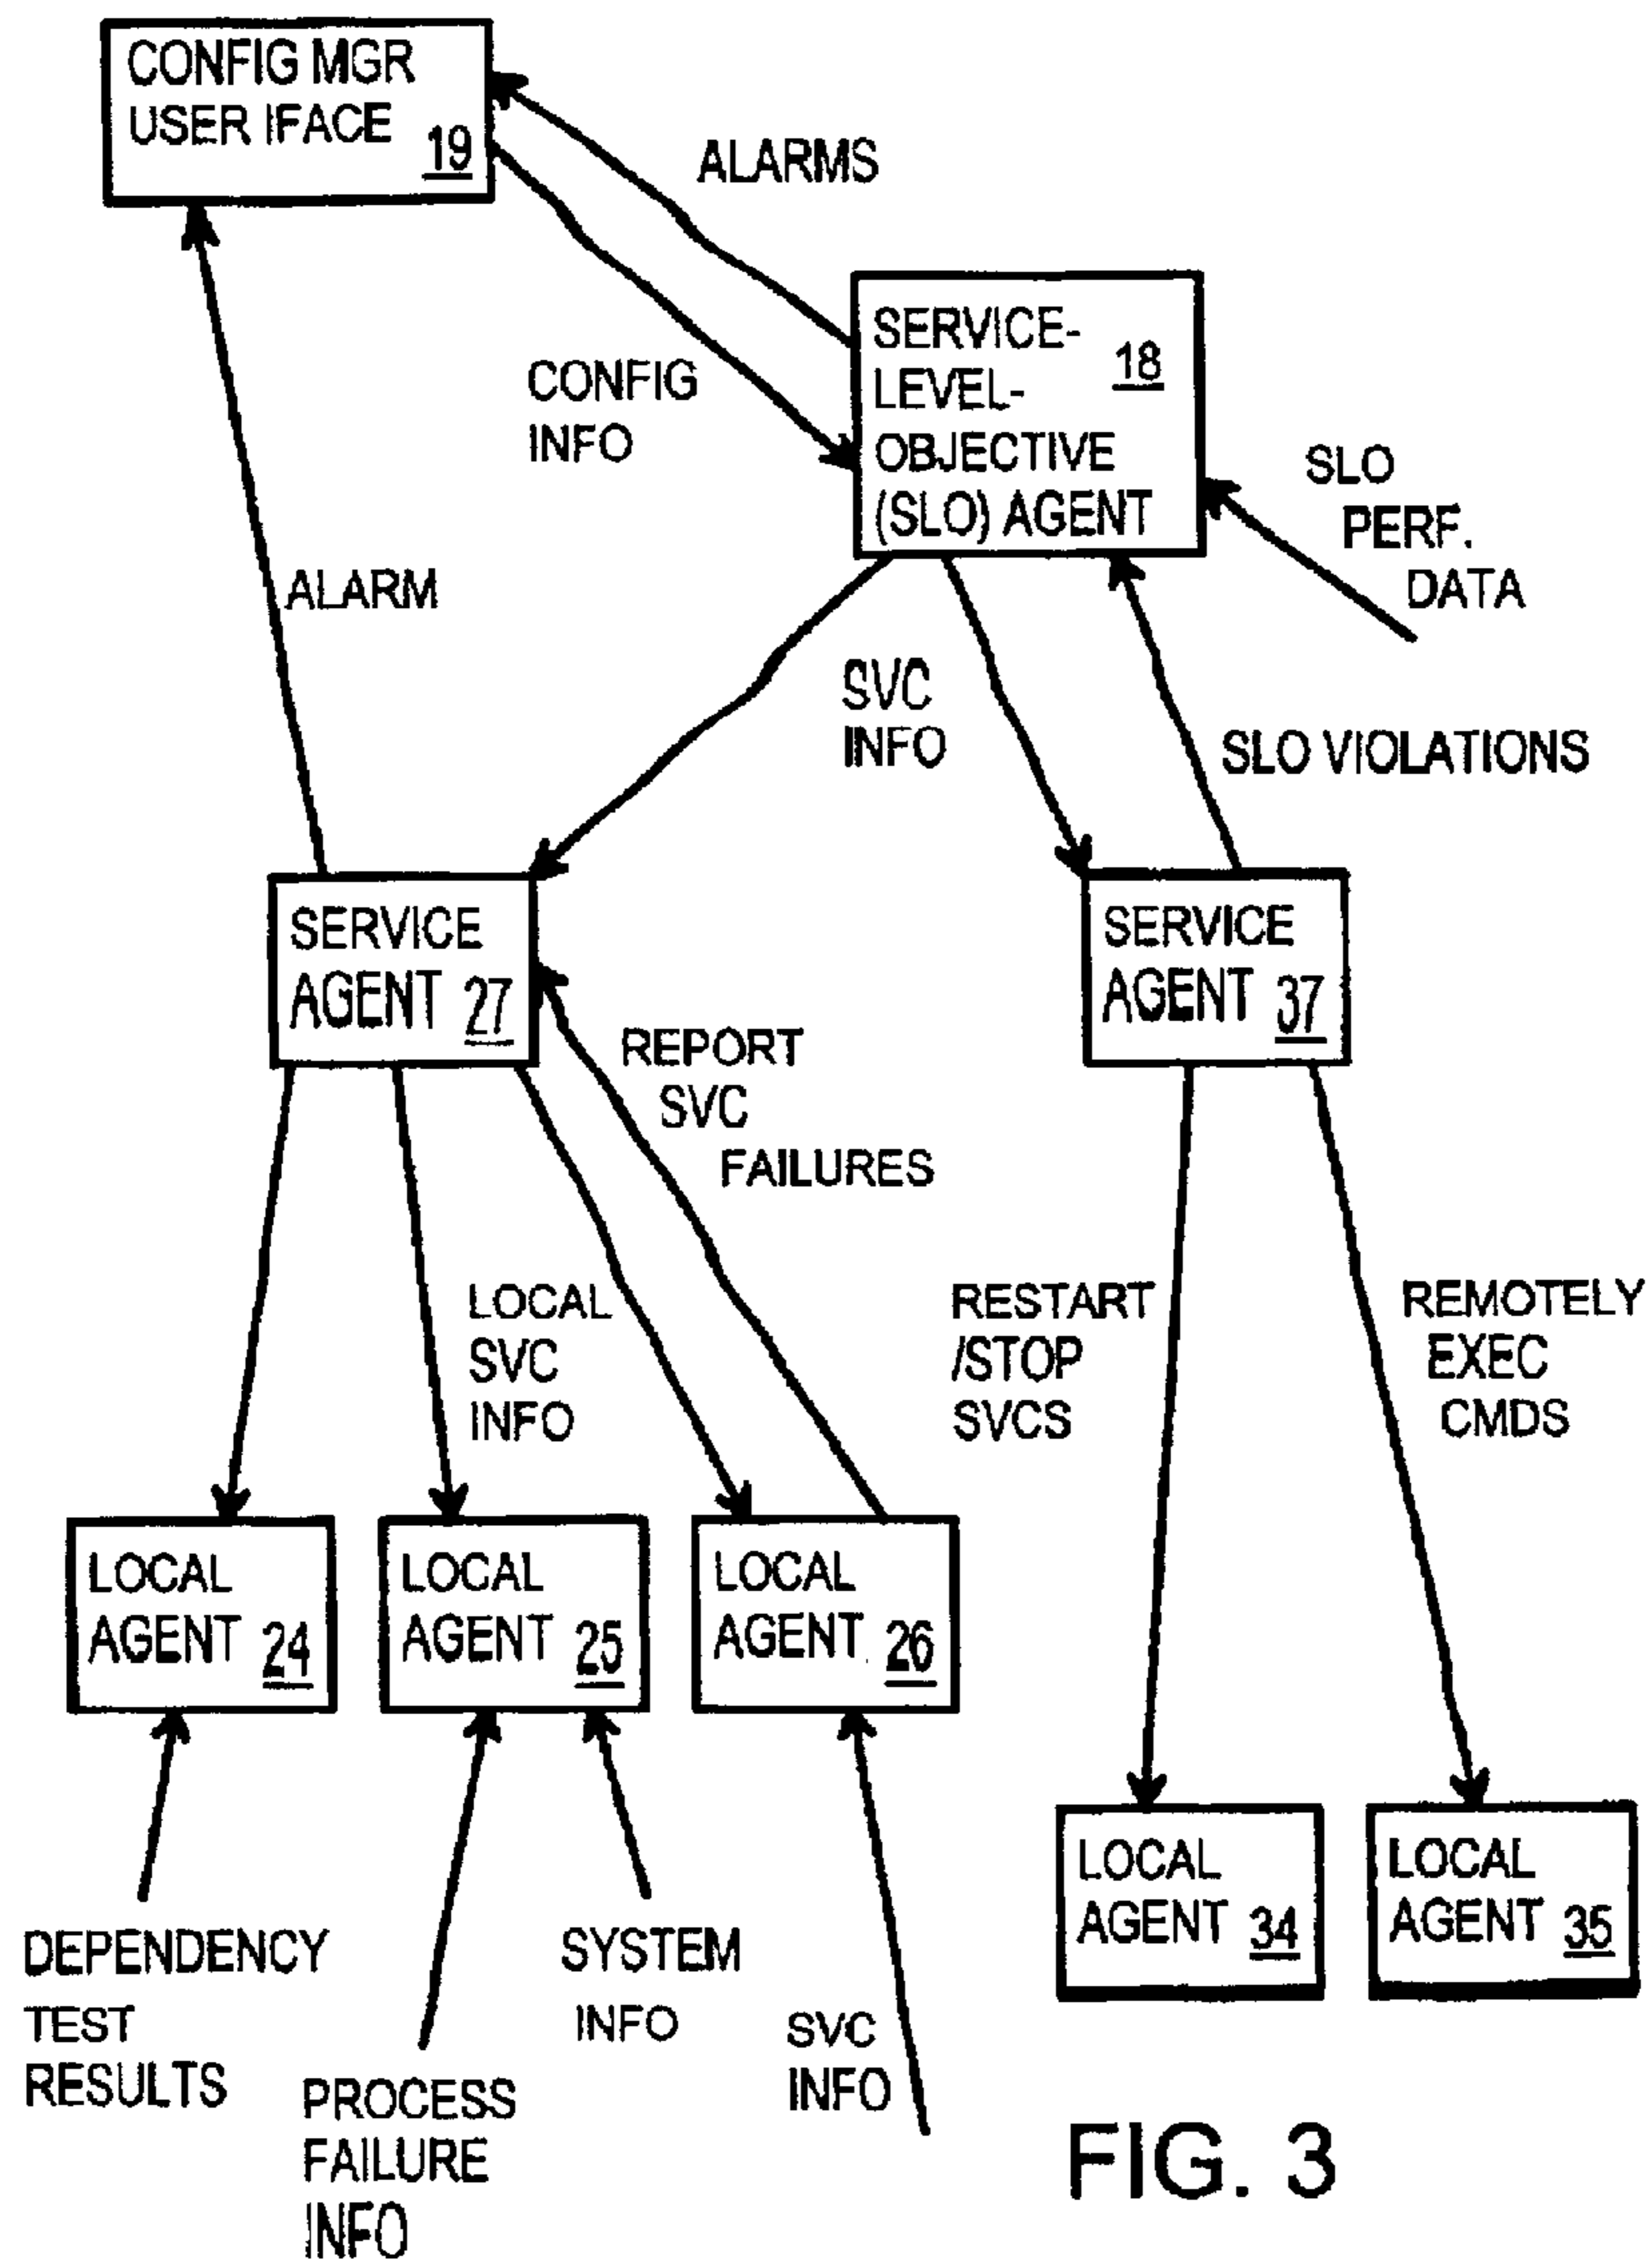 CONFIG MGR
USER IFACE
19
ALARMS
CONFIG
INFO
SERVICE-
LEVEL-
OBJECTIVE
(SLO) AGENT
18
SLO
PERF.
DATA
ALARM
SVC
INFO
SLO VIOLATIONS
SERVICE
AGENT 27
SERVICE
AGENT 37
REPORT
SVC
FAILURES
LOCAL
SVC
INFO
RESTART
/STOP
SVCS
REMOTELY
EXEC
CMDS
LOCAL
AGENT 24
LOCAL
AGENT 25
LOCAL
AGENT 26
LOCAL
AGENT 34
LOCAL
AGENT 35
DEPENDENCY
TEST
RESULTS
PROCESS
FAILURE
INFO
SYSTEM
INFO
SVC
INFO
FIG. 3